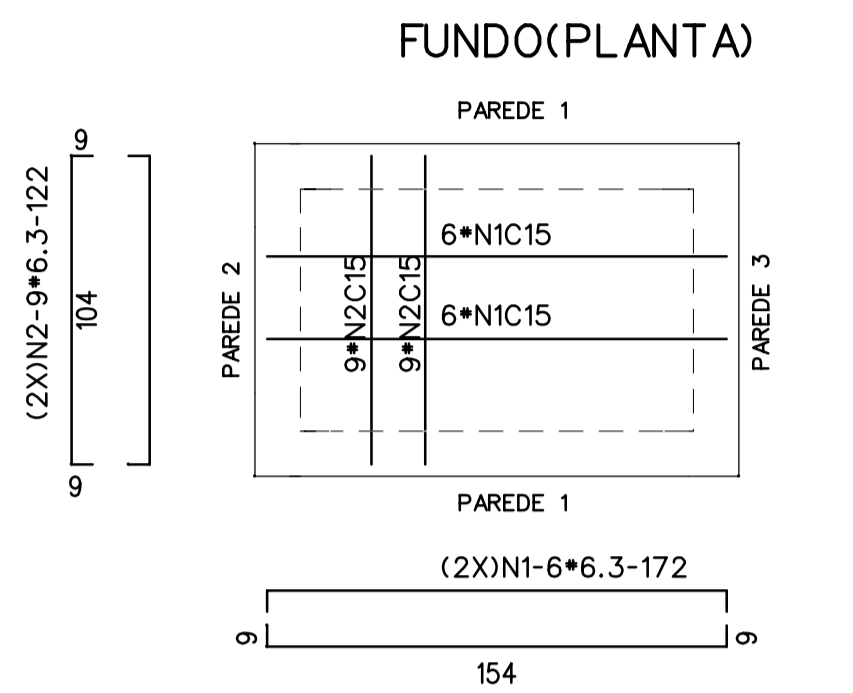 FUNDO(PLANTA)
PAREDE 1
9
(2X)N2-9*6.3-122
104
9
PAREDE 2
9*N2C15
9*N2C15
6*N1C15
6*N1C15
PAREDE 3
PAREDE 1
(2X)N1-6*6.3-172
9
9
154